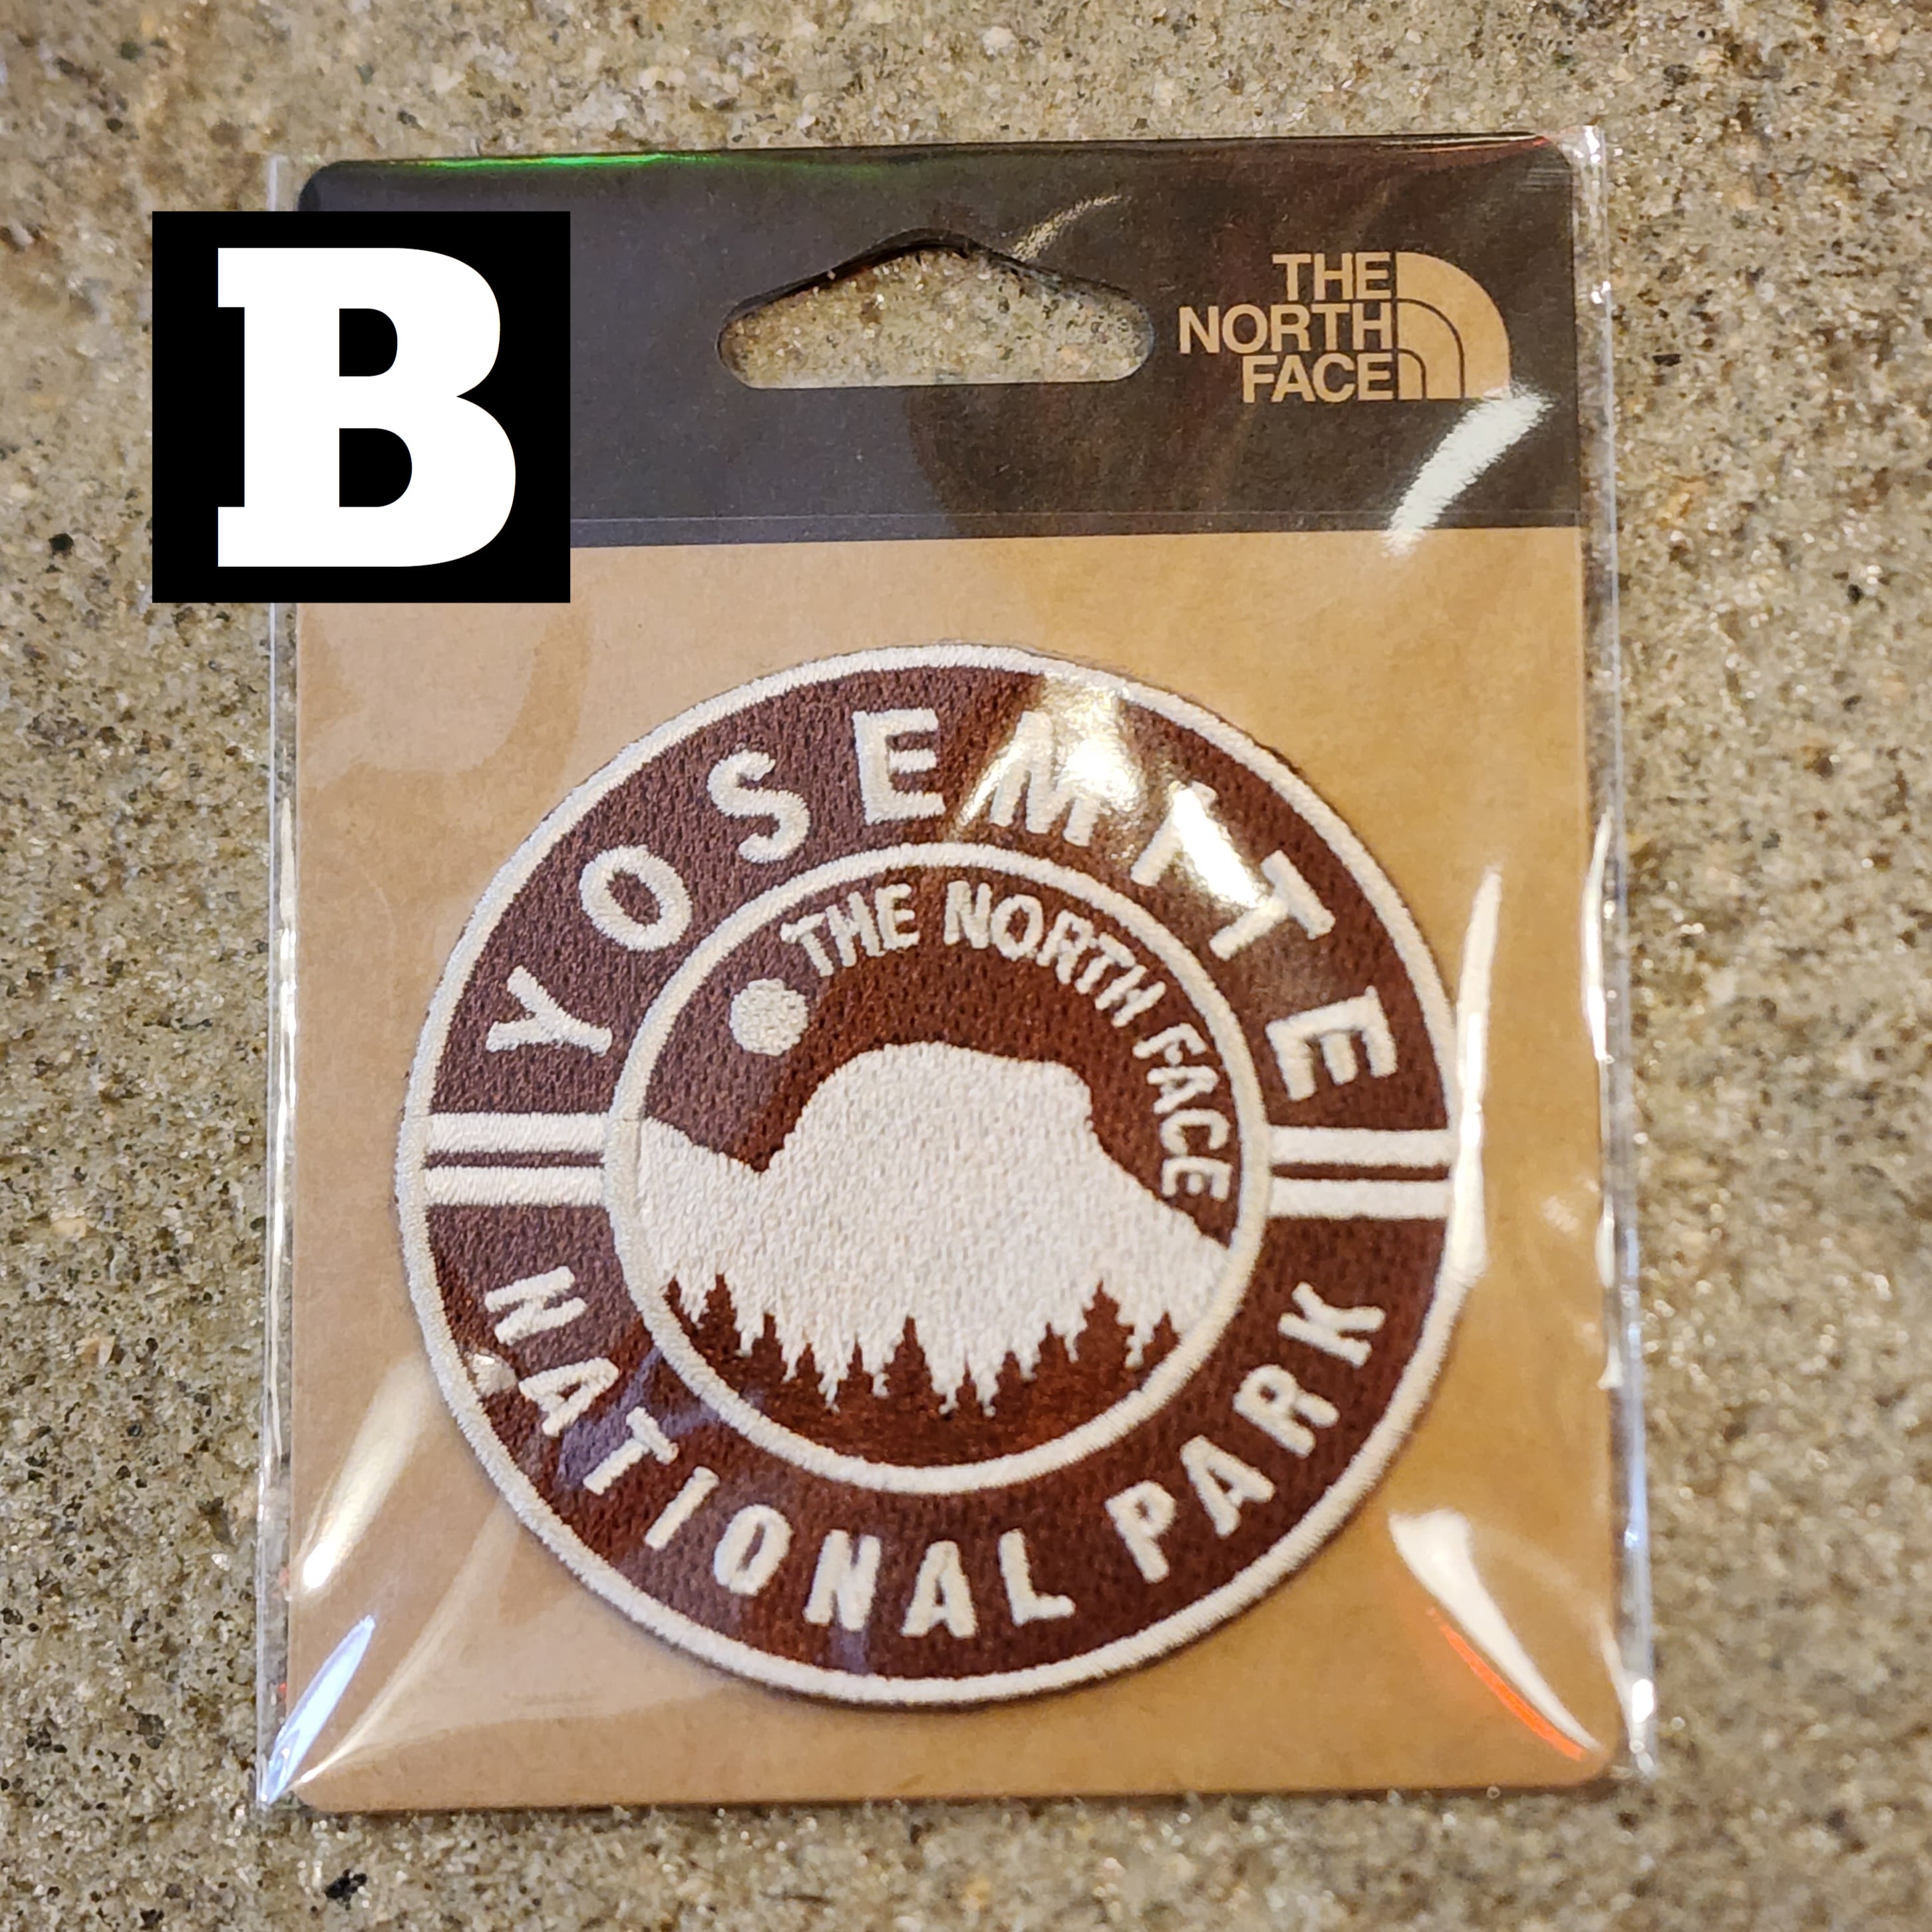 B
THE
NORTH
FACE
YOSEMITE
THE NORTH FACE
NATIONAL PARK